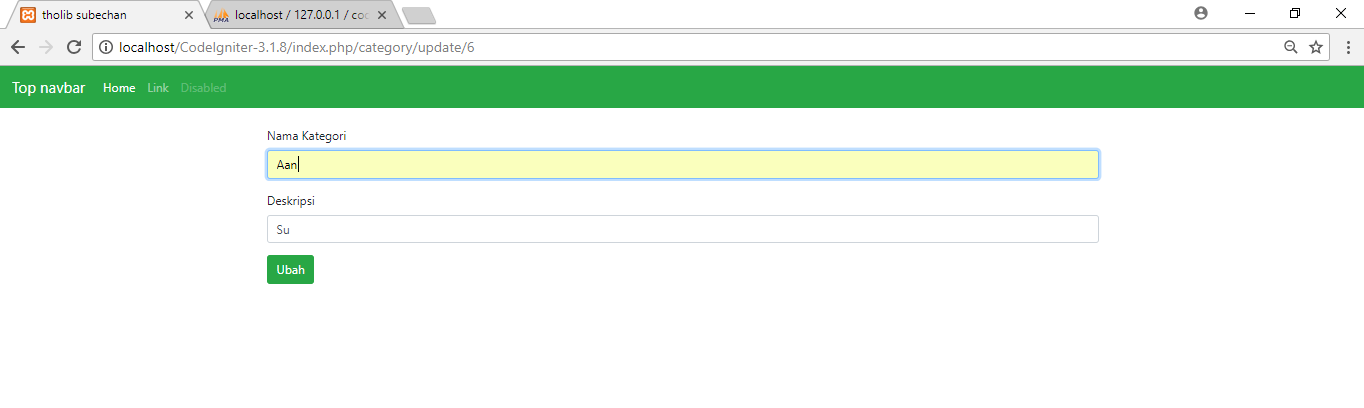 tholib subechan
localhost / 127.0.0.1 / co
localhost/CodeIgniter-3.1.8/index.php/category/update/6
Top navbar Home Link Disabled
Nama Kategori
Aan
Deskripsi
Su
Ubah